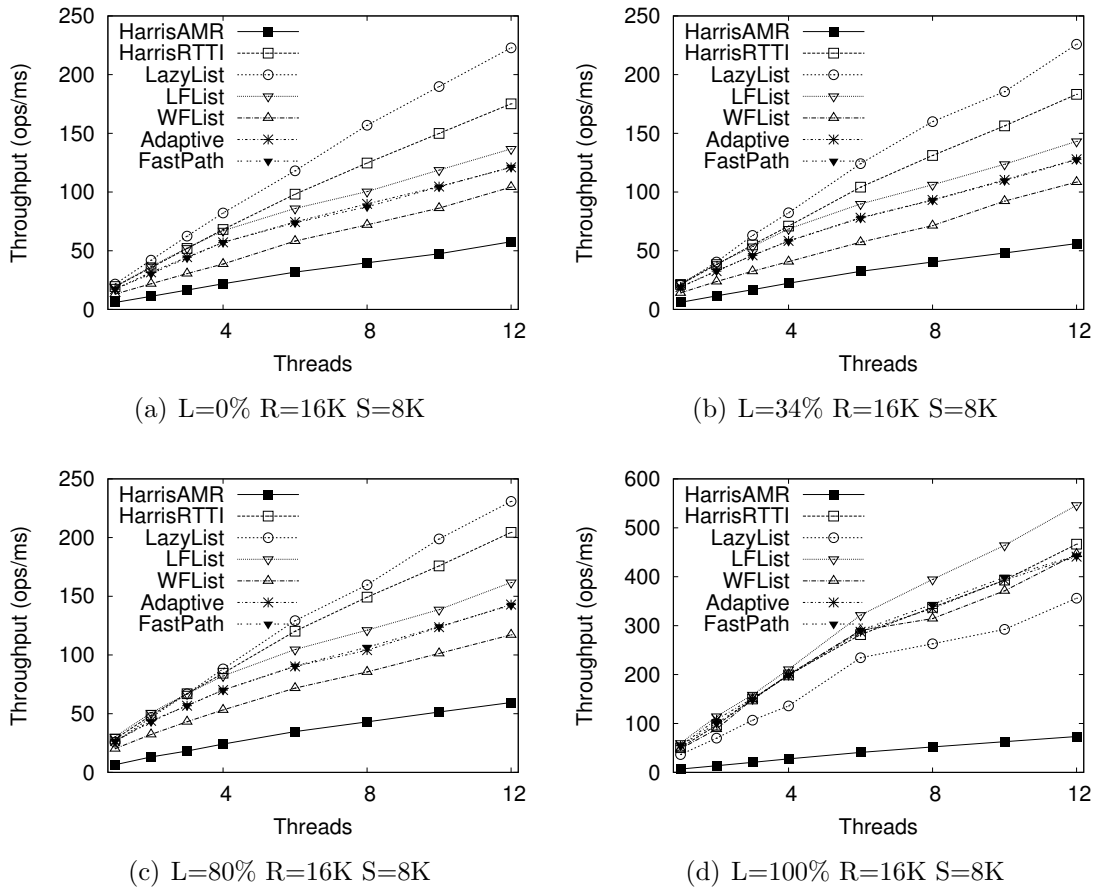 HarrisAMR
HarrisRTTI
LazyList
LFList
WFList
Adaptive
FastPath
Throughput (ops/ms)
250
200
150
100
50
0
4
8
12
Threads
(a) L=0% R=16K S=8K
HarrisAMR
HarrisRTTI
LazyList
LFList
WFList
Adaptive
FastPath
Throughput (ops/ms)
250
200
150
100
50
0
4
8
12
Threads
(b) L=34% R=16K S=8K
HarrisAMR
HarrisRTTI
LazyList
LFList
WFList
Adaptive
FastPath
Throughput (ops/ms)
250
200
150
100
50
0
4
8
12
Threads
(c) L=80% R=16K S=8K
HarrisAMR
HarrisRTTI
LazyList
LFList
WFList
Adaptive
FastPath
Throughput (ops/ms)
600
500
400
300
200
100
0
4
8
12
Threads
(d) L=100% R=16K S=8K